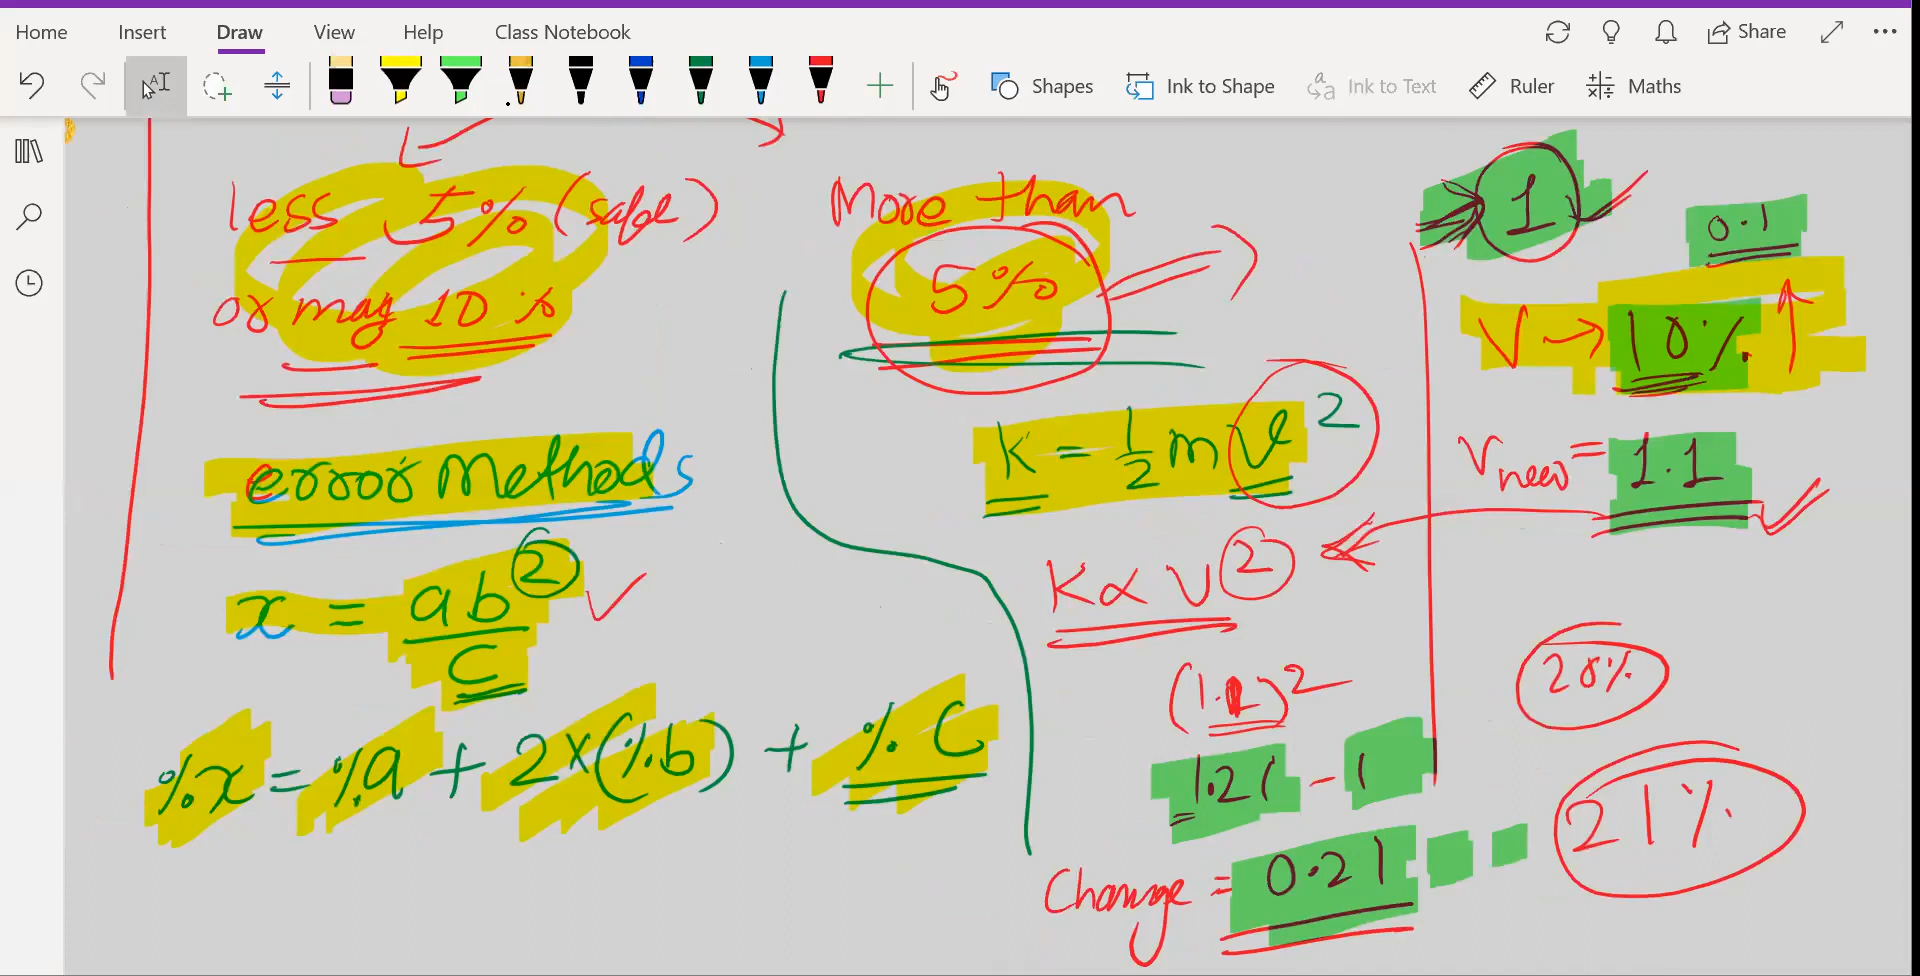 Home Insert Draw View Help Class Notebook Share
Shapes Ink to Shape Ink to Text Ruler Maths
less 5% (safe)
or may 10 %
error Methods
x = ab² / c
%x = %a + 2×(%b) + % C
More than
5%
K = 1/2 m v²
K ∝ v²
(1.1)²
1.21 - 1
Change = 0.21
1
0.1
V → 10% ↑
Vnew = 1.1
20%
21%